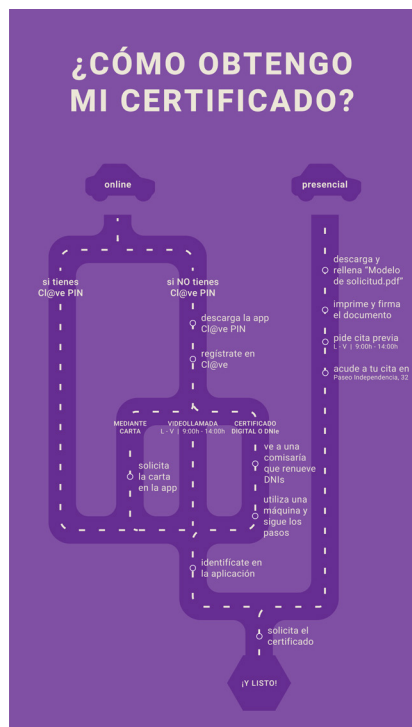 ¿CÓMO OBTENGO
MI CERTIFICADO?
online
presencial
si tienes
Cl@ve PIN
si NO tienes
Cl@ve PIN
descarga la app
Cl@ve PIN
regístrate en
Cl@ve
MEDIANTE
CARTA
VIDEOLLAMADA
L - V | 9:00h - 14:00h
CERTIFICADO
DIGITAL O DNIe
solicita
la carta
en la app
ve a una
comisaría
que renueve
DNIs
utiliza una
máquina y
sigue los
pasos
identifícate en
la aplicación
descarga y
rellena "Modelo
de solicitud.pdf"
imprime y firma
el documento
pide cita previa
L - V | 9:00h - 14:00h
acude a tu cita en
Paseo Independencia, 32
solicita el
certificado
¡Y LISTO!